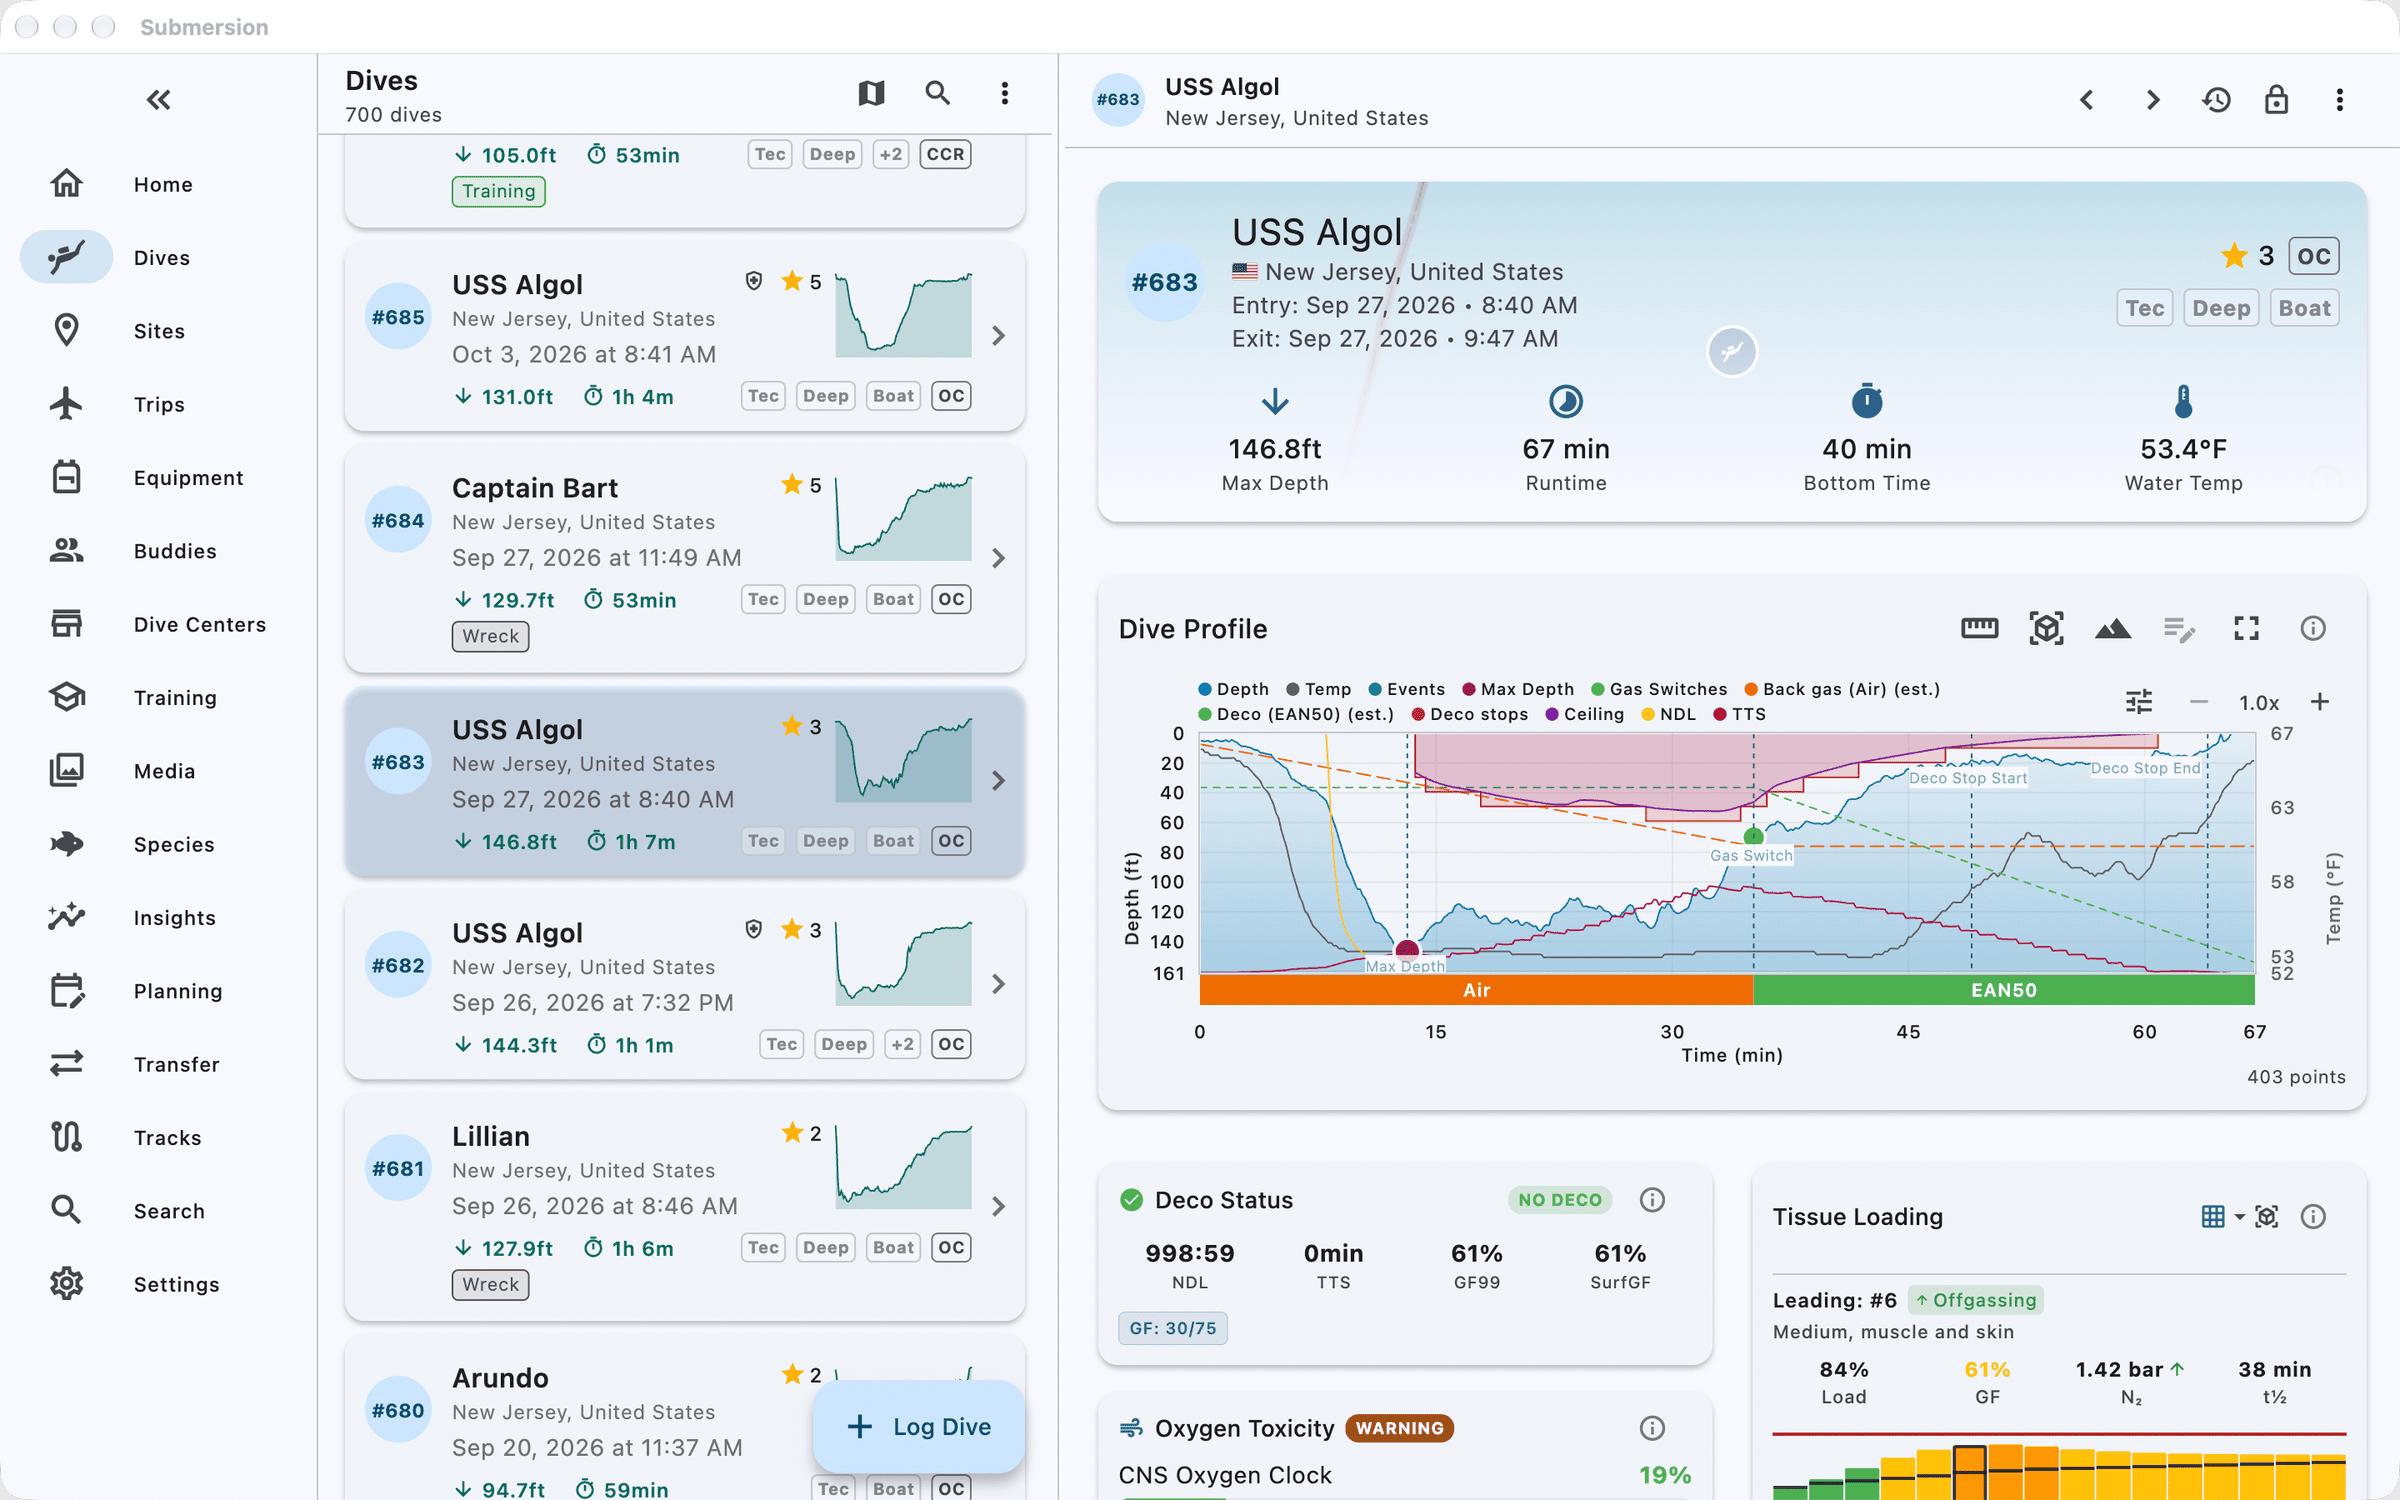 Submersion
Home
Dives
Sites
Trips
Equipment
Buddies
Dive Centers
Training
Media
Species
Insights
Planning
Transfer
Tracks
Search
Settings
Dives
700 dives
105.0ft 53min Tec Deep +2 CCR
Training
#685
USS Algol 5
New Jersey, United States
Oct 3, 2026 at 8:41 AM
131.0ft 1h 4m Tec Deep Boat OC
#684
Captain Bart 5
New Jersey, United States
Sep 27, 2026 at 11:49 AM
129.7ft 53min Tec Deep Boat OC
Wreck
#683
USS Algol 3
New Jersey, United States
Sep 27, 2026 at 8:40 AM
146.8ft 1h 7m Tec Deep Boat OC
#682
USS Algol 3
New Jersey, United States
Sep 26, 2026 at 7:32 PM
144.3ft 1h 1m Tec Deep +2 OC
#681
Lillian 2
New Jersey, United States
Sep 26, 2026 at 8:46 AM
127.9ft 1h 6m Tec Deep Boat OC
Wreck
#680
Arundo 2
New Jersey, United States
Sep 20, 2026 at 11:37 AM
94.7ft 59min Tec Deep Boat OC
Log Dive
#683
USS Algol
New Jersey, United States
#683
USS Algol
New Jersey, United States
Entry: Sep 27, 2026 • 8:40 AM
Exit: Sep 27, 2026 • 9:47 AM
3 OC
Tec Deep Boat
146.8ft
Max Depth
67 min
Runtime
40 min
Bottom Time
53.4°F
Water Temp
Dive Profile
Depth Temp Events Max Depth Gas Switches Back gas (Air) (est.)
Deco (EAN50) (est.) Deco stops Ceiling NDL TTS
1.0x
0
20
40
60
80
100
120
140
161
Depth (ft)
67
63
58
53
52
Temp (°F)
Deco Stop Start
Deco Stop End
Gas Switch
Max Depth
Air EAN50
0 15 30 45 60 67
Time (min)
403 points
Deco Status NO DECO
998:59 0min 61% 61%
NDL TTS GF99 SurfGF
GF: 30/75
Oxygen Toxicity WARNING
CNS Oxygen Clock 19%
Tissue Loading
Leading: #6 ↑ Offgassing
Medium, muscle and skin
84% 61% 1.42 bar ↑ 38 min
Load GF N₂ t½